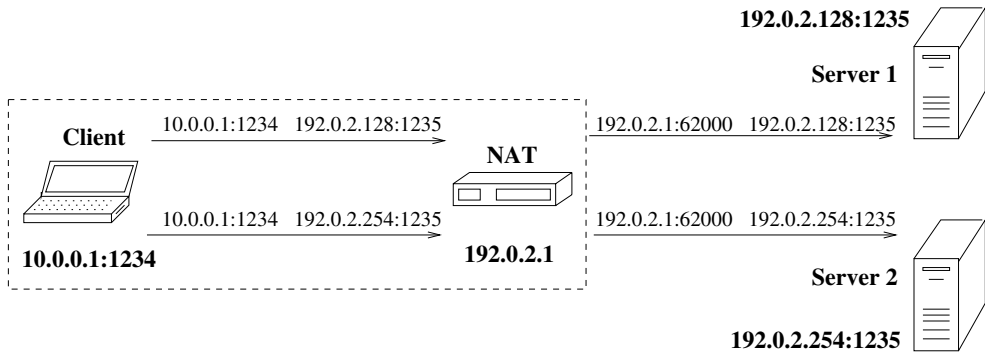 192.0.2.128:1235
Server 1
Client
10.0.0.1:1234 192.0.2.128:1235
192.0.2.1:62000 192.0.2.128:1235
NAT
10.0.0.1:1234 192.0.2.254:1235
192.0.2.1:62000 192.0.2.254:1235
10.0.0.1:1234
192.0.2.1
Server 2
192.0.2.254:1235